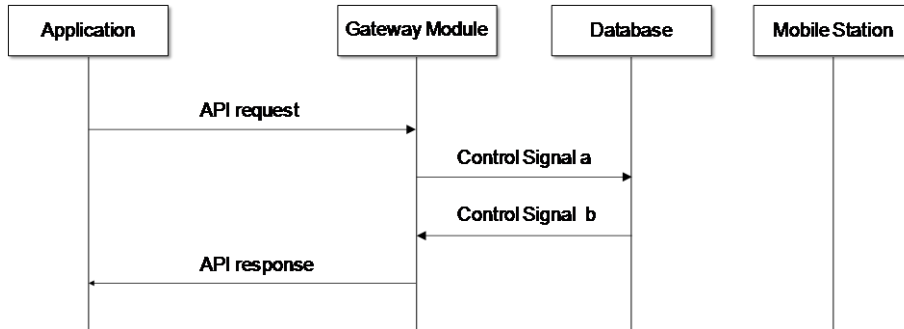 Application
Gateway Module
Database
Mobile Station
API request
Control Signal a
Control Signal b
API response